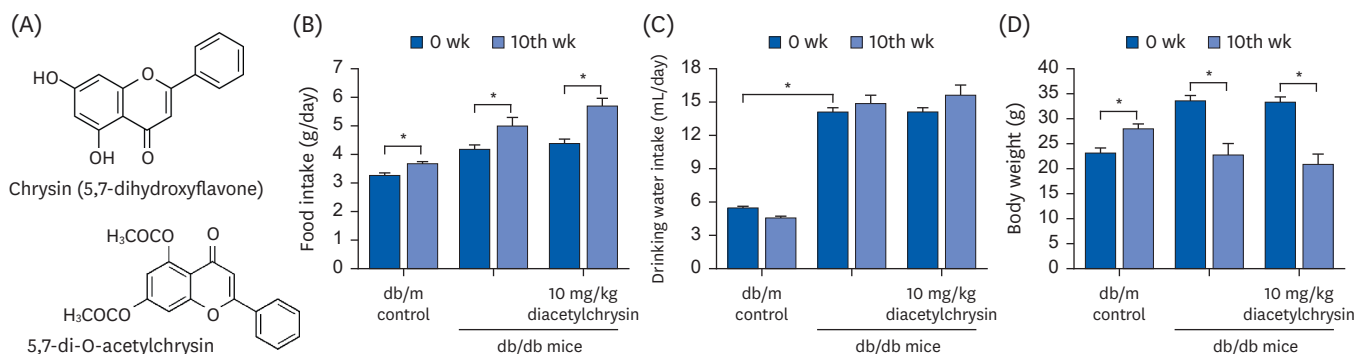 (A)
HO
O
OH
O
Chrysin (5,7-dihydroxyflavone)
H₃COCO
O
H₃COCO
O
5,7-di-O-acetylchrysin
(B)
0 wk 10th wk
Food intake (g/day)
7
6
5
4
3
2
1
0
*
*
*
db/m
control
10 mg/kg
diacetylchrysin
db/db mice
(C)
0 wk 10th wk
Drinking water intake (mL/day)
18
15
12
9
6
3
0
*
db/m
control
10 mg/kg
diacetylchrysin
db/db mice
(D)
0 wk 10th wk
Body weight (g)
40
35
30
25
20
15
10
5
0
*
*
*
db/m
control
10 mg/kg
diacetylchrysin
db/db mice